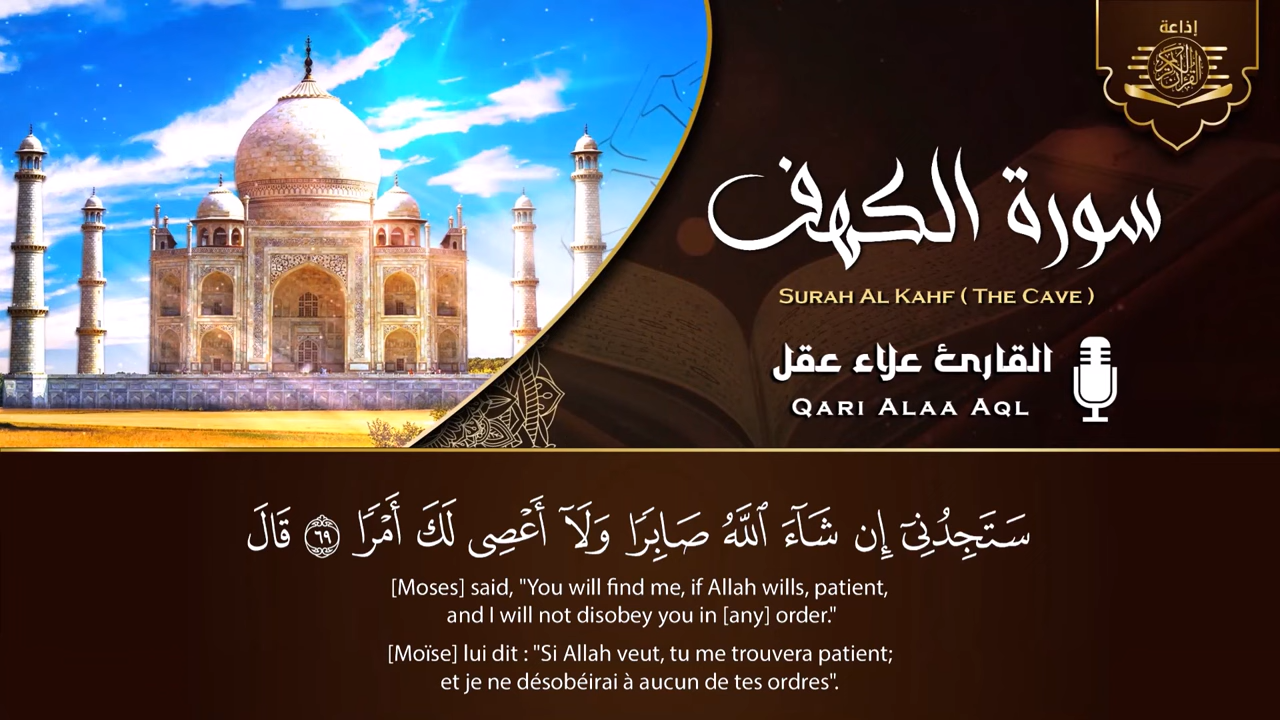 إذاعة
القرآن الكريم
سورة الكهف
SURAH AL KAHF ( THE CAVE )
القارئ علاء عقل
QARI ALAA AQL
سَتَجِدُنِىٓ إِن شَآءَ ٱللَّهُ صَابِرًا وَلَآ أَعْصِى لَكَ أَمْرًا ٦٩ قَالَ
[Moses] said, "You will find me, if Allah wills, patient,
and I will not disobey you in [any] order."
[Moïse] lui dit : "Si Allah veut, tu me trouvera patient;
et je ne désobéirai à aucun de tes ordres".